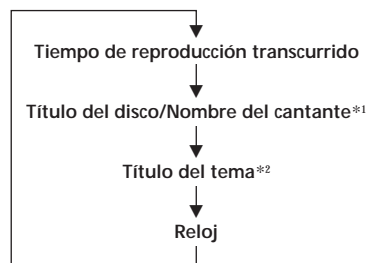 Tiempo de reproducción transcurrido
Título del disco/Nombre del cantante*1
Título del tema*2
Reloj